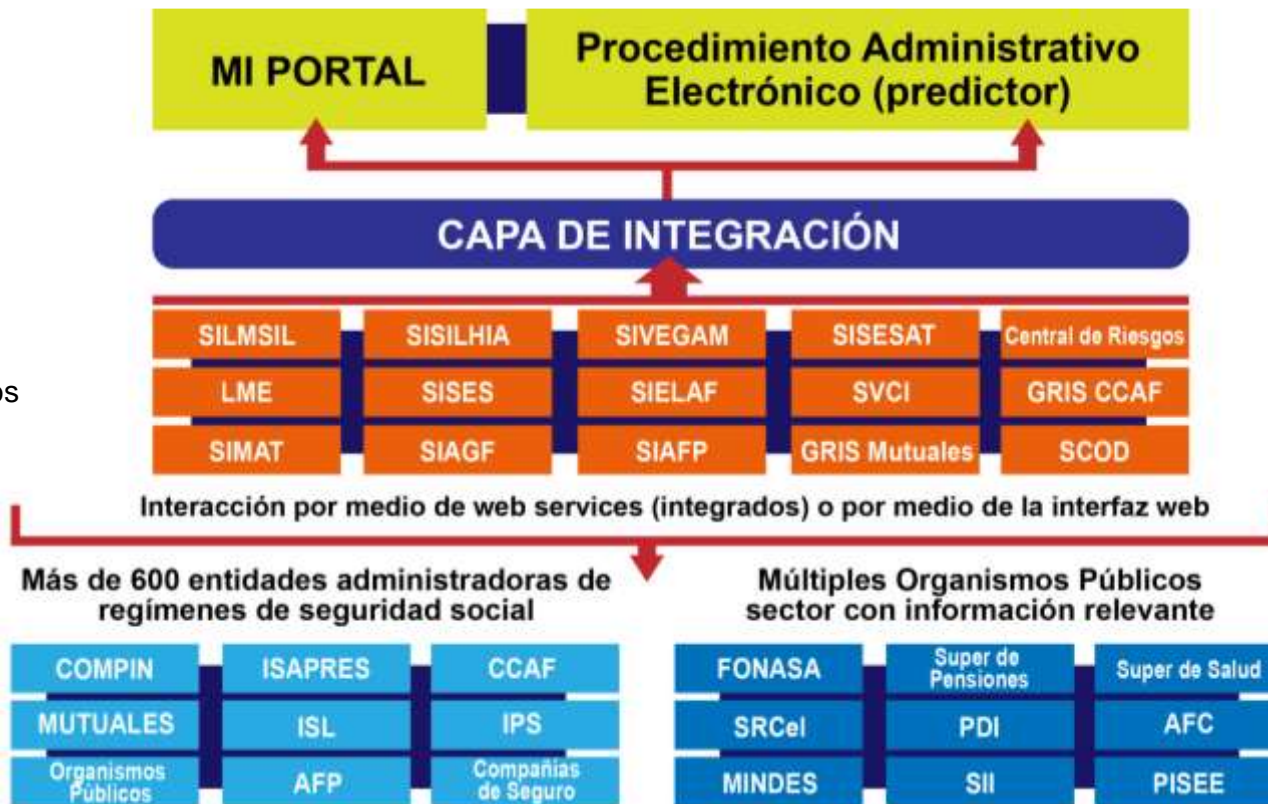 MI PORTAL
Procedimiento Administrativo
Electrónico (predictor)
CAPA DE INTEGRACIÓN
SILMSIL
SISILHIA
SIVEGAM
SISESAT
Central de Riesgos
os
LME
SISES
SIELAF
SVCI
GRIS CCAF
SIMAT
SIAGF
SIAFP
GRIS Mutuales
SCOD
Interacción por medio de web services (integrados) o por medio de la interfaz web
Más de 600 entidades administradoras de
regímenes de seguridad social
COMPIN
ISAPRES
CCAF
MUTUALES
ISL
IPS
Organismos
Públicos
AFP
Compañías
de Seguro
Múltiples Organismos Públicos
sector con información relevante
FONASA
Super de
Pensiones
Super de Salud
SRCeI
PDI
AFC
MINDES
SII
PISEE